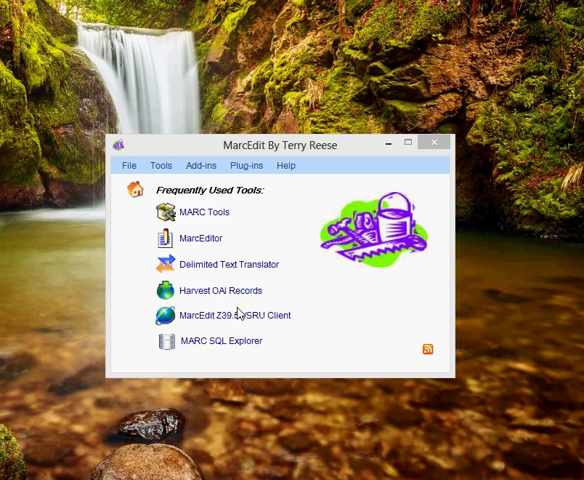 MarcEdit By Terry Reese
File Tools Add-ins Plug-ins Help
Frequently Used Tools:
MARC Tools
MarcEditor
Delimited Text Translator
Harvest OAI Records
MarcEdit Z39.50/SRU Client
MARC SQL Explorer